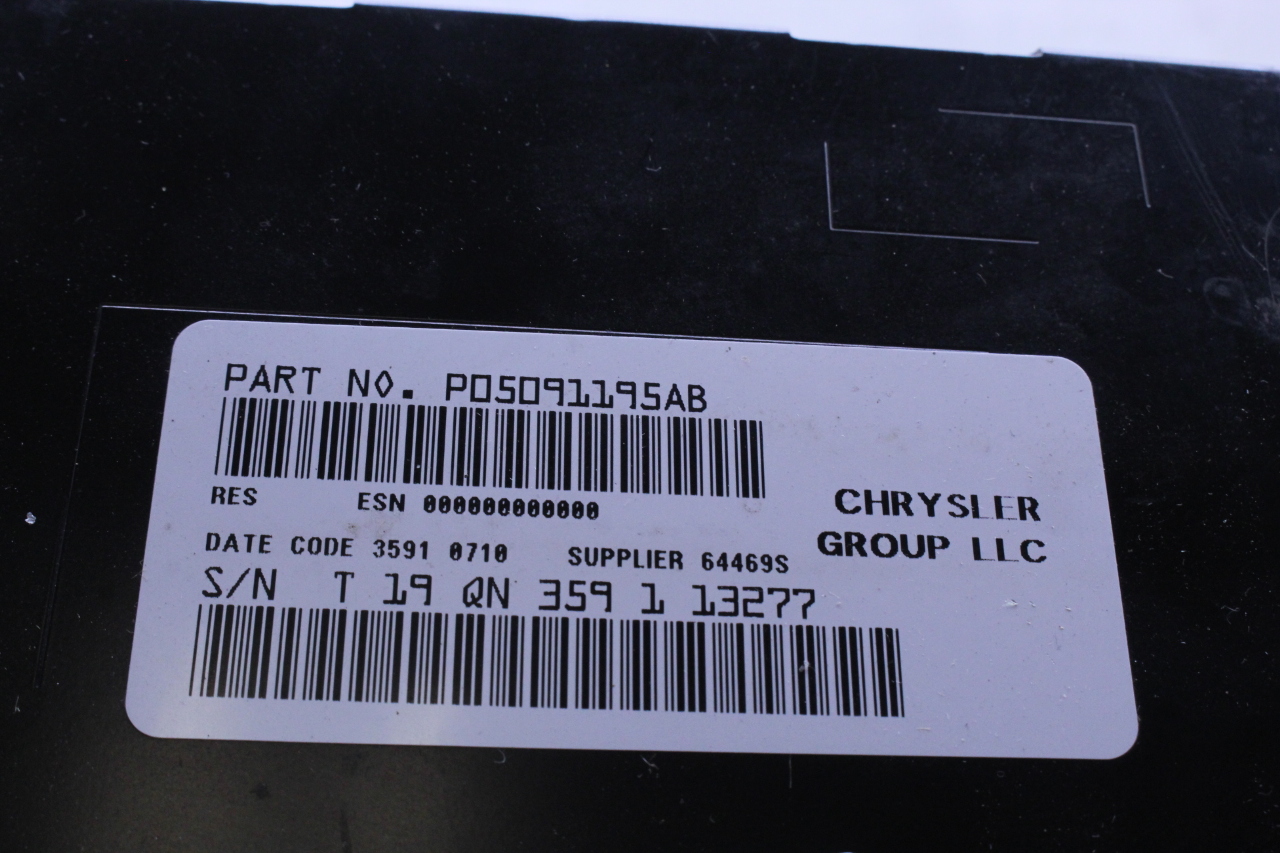 PART NO. P05091195AB
RES ESN 000000000000
DATE CODE 3591 0710 SUPPLIER 64469S
S/N T 19 QN 359 1 13277
CHRYSLER
GROUP LLC